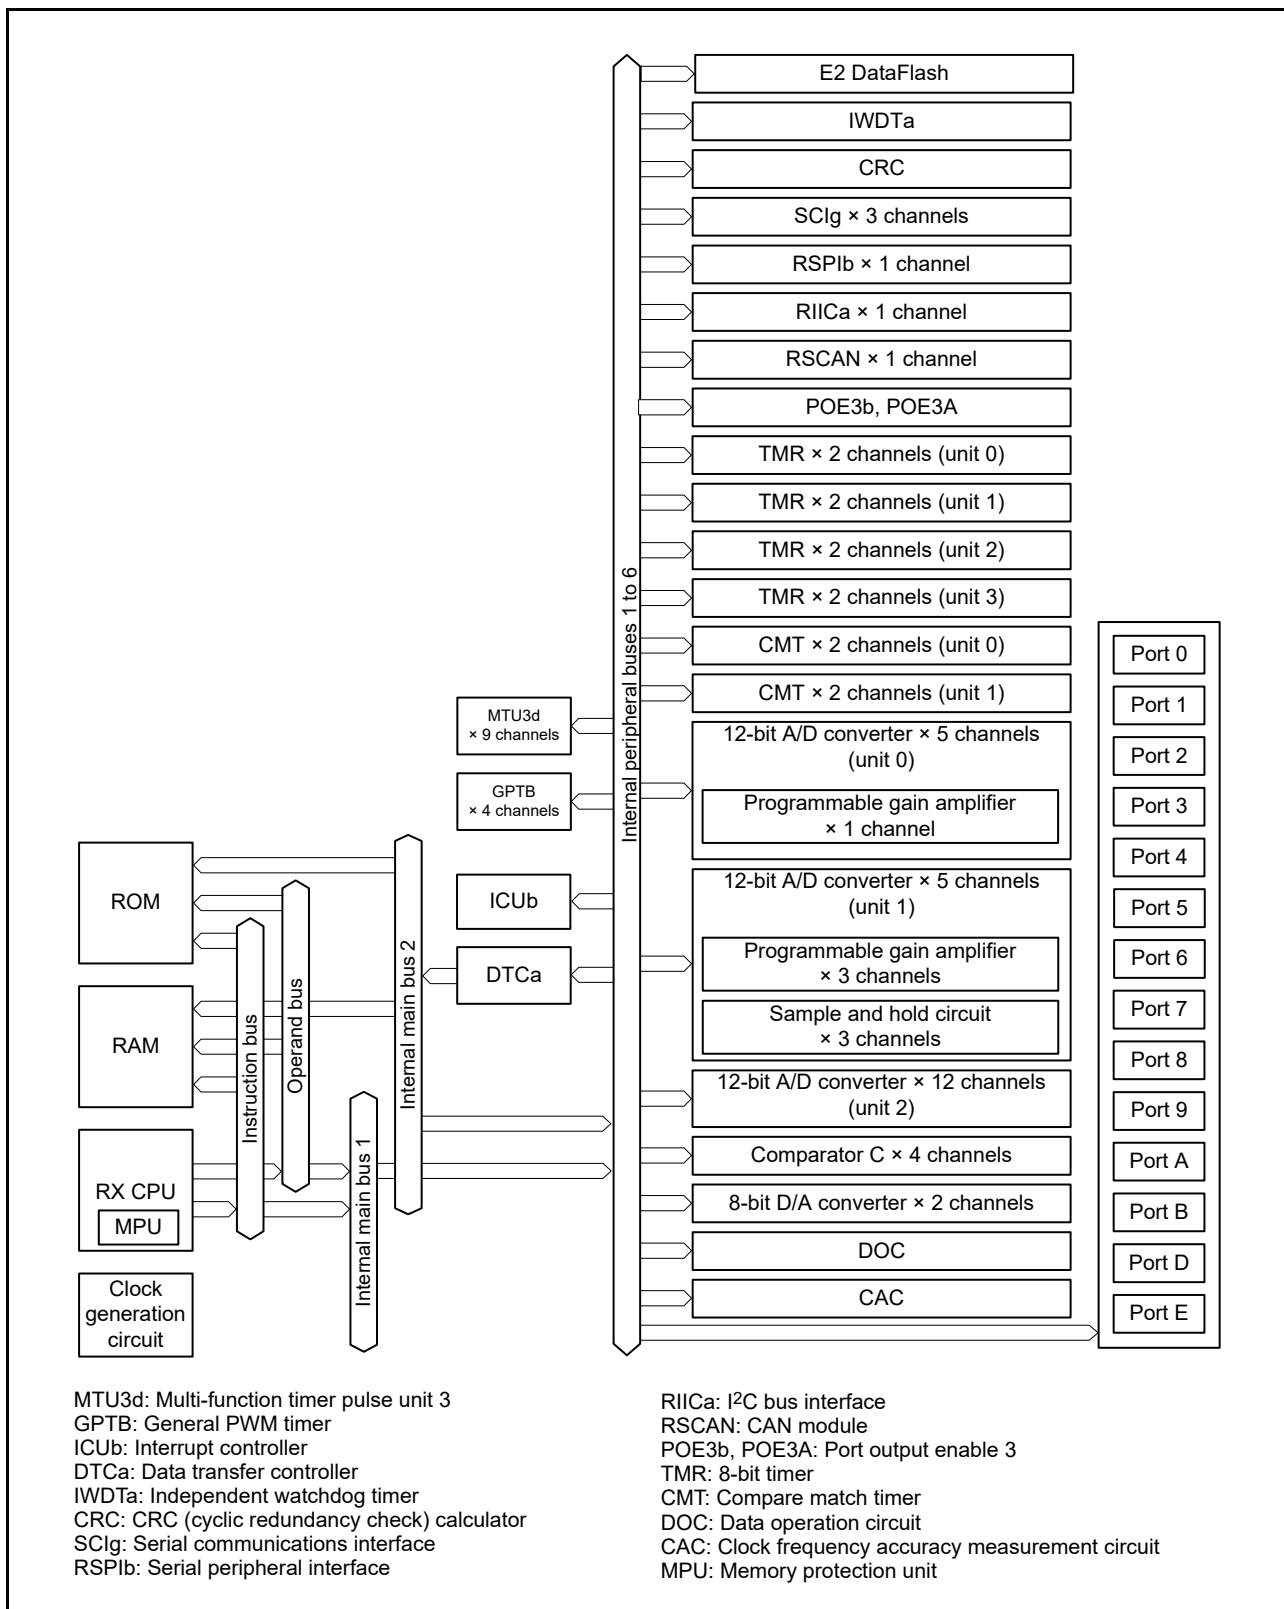 E2 DataFlash
IWDTa
CRC
SCIg × 3 channels
RSPIb × 1 channel
RIICa × 1 channel
RSCAN × 1 channel
POE3b, POE3A
TMR × 2 channels (unit 0)
TMR × 2 channels (unit 1)
TMR × 2 channels (unit 2)
TMR × 2 channels (unit 3)
CMT × 2 channels (unit 0)
CMT × 2 channels (unit 1)
12-bit A/D converter × 5 channels
(unit 0)
Programmable gain amplifier
× 1 channel
12-bit A/D converter × 5 channels
(unit 1)
Programmable gain amplifier
× 3 channels
Sample and hold circuit
× 3 channels
12-bit A/D converter × 12 channels
(unit 2)
Comparator C × 4 channels
8-bit D/A converter × 2 channels
DOC
CAC
Internal peripheral buses 1 to 6
MTU3d
× 9 channels
GPTB
× 4 channels
ICUb
DTCa
ROM
RAM
RX CPU
MPU
Clock
generation
circuit
Instruction bus
Operand bus
Internal main bus 1
Internal main bus 2
Port 0
Port 1
Port 2
Port 3
Port 4
Port 5
Port 6
Port 7
Port 8
Port 9
Port A
Port B
Port D
Port E
MTU3d: Multi-function timer pulse unit 3
GPTB: General PWM timer
ICUb: Interrupt controller
DTCa: Data transfer controller
IWDTa: Independent watchdog timer
CRC: CRC (cyclic redundancy check) calculator
SCIg: Serial communications interface
RSPIb: Serial peripheral interface
RIICa: I2C bus interface
RSCAN: CAN module
POE3b, POE3A: Port output enable 3
TMR: 8-bit timer
CMT: Compare match timer
DOC: Data operation circuit
CAC: Clock frequency accuracy measurement circuit
MPU: Memory protection unit